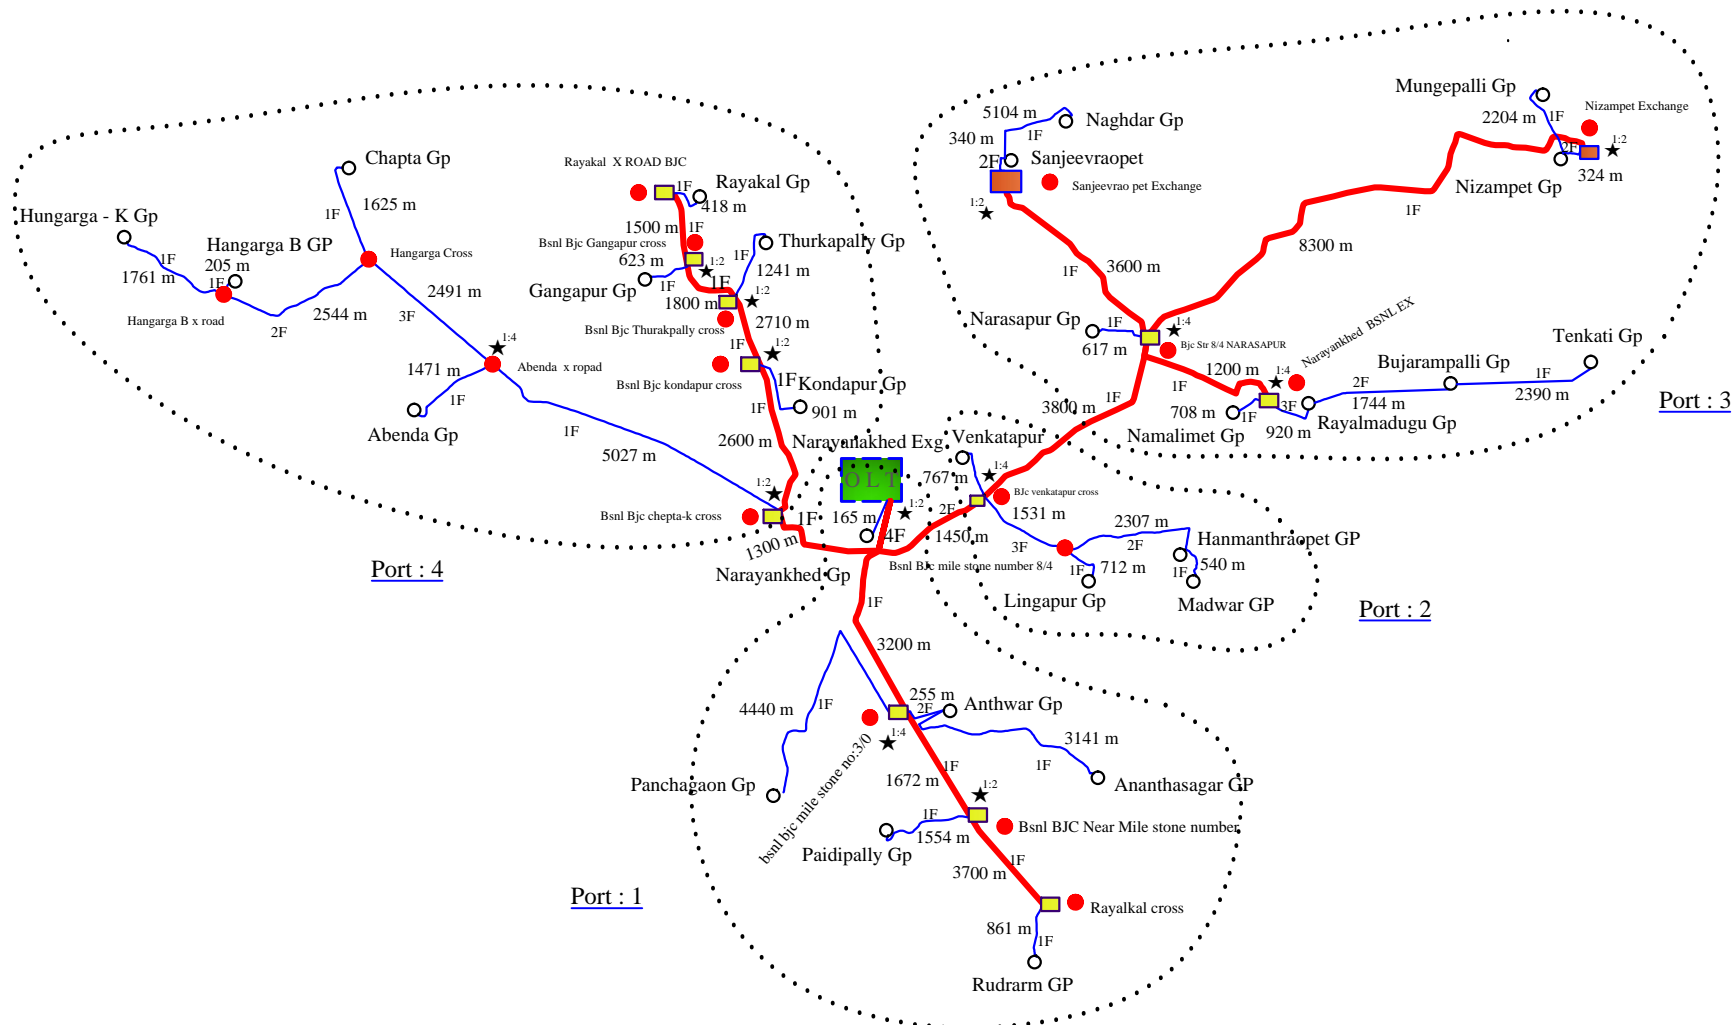 Chapta Gp
1F
1625 m
Hungarga - K Gp
1F
1761 m
Hangarga B GP
205 m
1F
Hangarga B x road
2544 m
2F
Hangarga Cross
2491 m
3F
1:4
Abenda x ropad
1471 m
1F
Abenda Gp
1F
5027 m
Port : 4
Rayakal X ROAD BJC
1F
Rayakal Gp
418 m
1500 m
1F
Bsnl Bjc Gangapur cross
623 m
1F
Gangapur Gp
1:2
1F
1800 m
Thurkapally Gp
1F
1241 m
1:2
Bsnl Bjc Thurakpally cross
2710 m
1F
1:2
Bsnl Bjc kondapur cross
1F
Kondapur Gp
901 m
1F
2600 m
1:2
Bsnl Bjc chepta-k cross
1F
1300 m
Narayanakhed Exg
O L T
1:2
165 m
4F
Narayankhed Gp
Bsnl BJc mile stone number 8/4
2F
1450 m
Venkatapur
767 m
1:4
BJc venkatapur cross
1531 m
3F
2307 m
2F
Hanmanthraopet GP
1F
540 m
Madwar GP
1F
712 m
Lingapur Gp
Port : 2
5104 m
1F
Naghdar Gp
340 m
Sanjeevraopet
2F
Sanjeevrao pet Exchange
1:2
1F
3600 m
Mungepalli Gp
2204 m
1F
Nizampet Exchange
1:2
2F
324 m
Nizampet Gp
1F
8300 m
Narasapur Gp
1F
617 m
1:4
Bjc Str 8/4 NARASAPUR
Narayankhed BSNL EX
1200 m
1F
1:4
708 m
1F
Namalimet Gp
3F
920 m
Rayalmadugu Gp
2F
1744 m
Bujarampalli Gp
1F
2390 m
Tenkati Gp
1F
3800 m
Port : 3
1F
3200 m
4440 m
1F
Panchagaon Gp
255 m
2F
Anthwar Gp
1:4
bsnl bjc mile stone no:3/0
3141 m
1F
Ananthasagar GP
1F
1672 m
1:2
Bsnl BJC Near Mile stone number
1F
1554 m
Paidipally Gp
1F
3700 m
Rayalkal cross
861 m
1F
Rudrarm GP
Port : 1